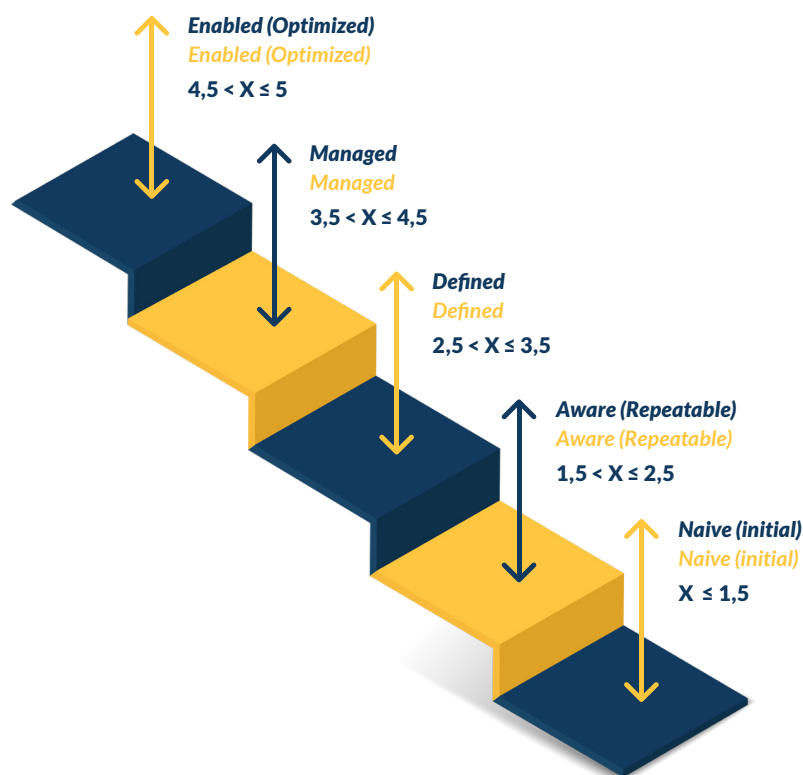 Enabled (Optimized)
Enabled (Optimized)
4,5 < X ≤ 5
Managed
Managed
3,5 < X ≤ 4,5
Defined
Defined
2,5 < X ≤ 3,5
Aware (Repeatable)
Aware (Repeatable)
1,5 < X ≤ 2,5
Naive (initial)
Naive (initial)
X ≤ 1,5